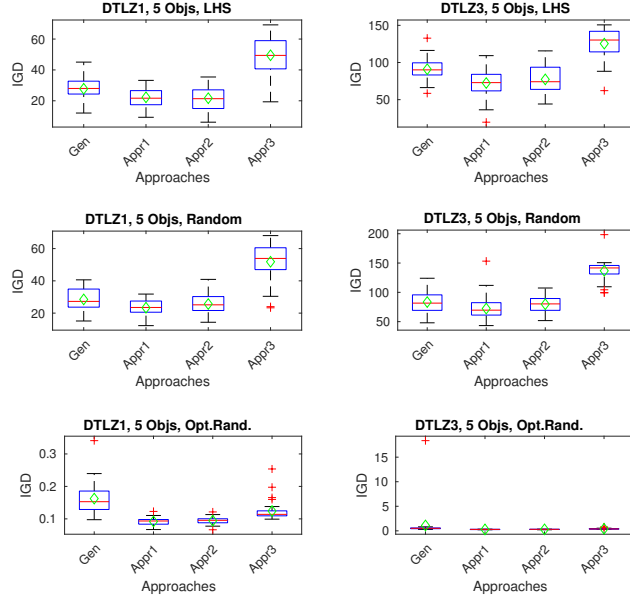 DTLZ1, 5 Objs, LHS
IGD
60
40
20
Gen
Appr1
Appr2
Appr3
Approaches
DTLZ3, 5 Objs, LHS
IGD
150
100
50
Gen
Appr1
Appr2
Appr3
Approaches
DTLZ1, 5 Objs, Random
IGD
60
40
20
Gen
Appr1
Appr2
Appr3
Approaches
DTLZ3, 5 Objs, Random
IGD
200
150
100
50
Gen
Appr1
Appr2
Appr3
Approaches
DTLZ1, 5 Objs, Opt.Rand.
IGD
0.3
0.2
0.1
Gen
Appr1
Appr2
Appr3
Approaches
DTLZ3, 5 Objs, Opt.Rand.
IGD
15
10
5
0
Gen
Appr1
Appr2
Appr3
Approaches